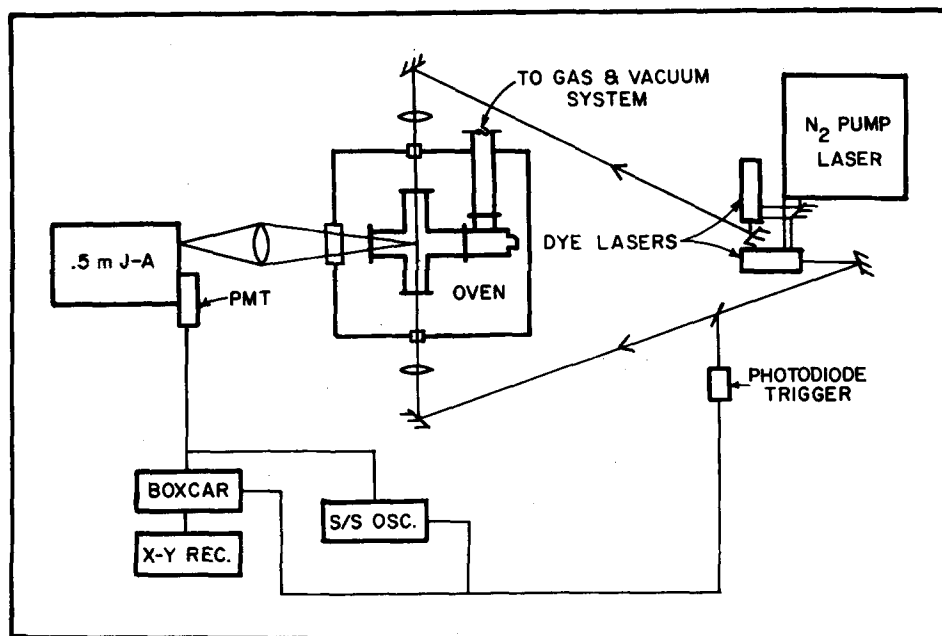 TO GAS & VACUUM
SYSTEM
N2 PUMP
LASER
DYE LASERS
.5 m J-A
PMT
OVEN
PHOTODIODE
TRIGGER
BOXCAR
S/S OSC.
X-Y REC.